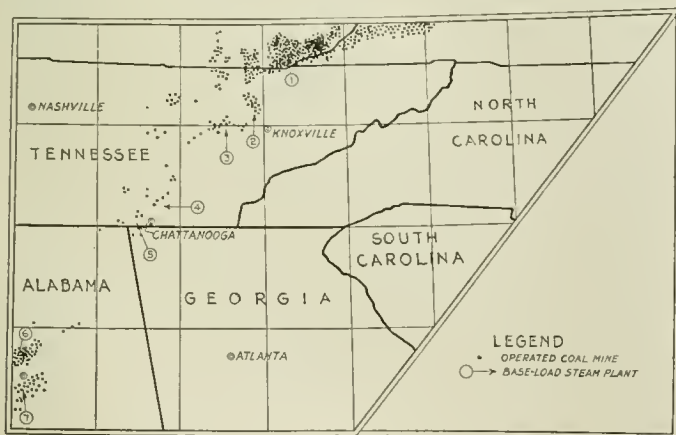 ①
NASHVILLE
NORTH
②
KNOXVILLE
③
CAROLINA
TENNESSEE
④
CHATTANOOGA
⑤
SOUTH
CAROLINA
ALABAMA
GEORGIA
⑥
ATLANTA
⑦
LEGEND
OPERATED COAL MINE
BASE-LOAD STEAM PLANT